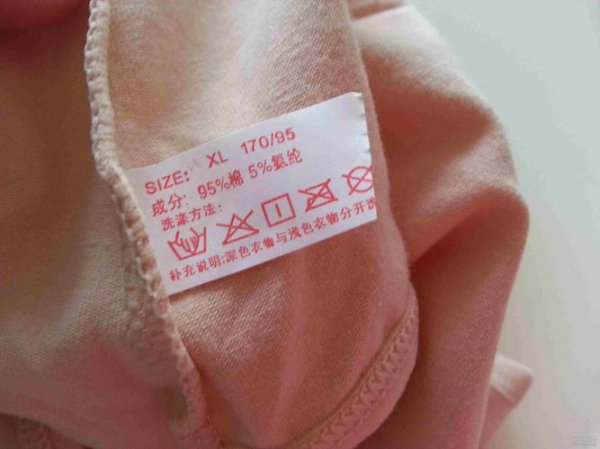 SIZE: XL 170/95
成分: 95%棉 5%氨纶
洗涤方法:
补充说明:深色衣物与浅色衣物分开洗